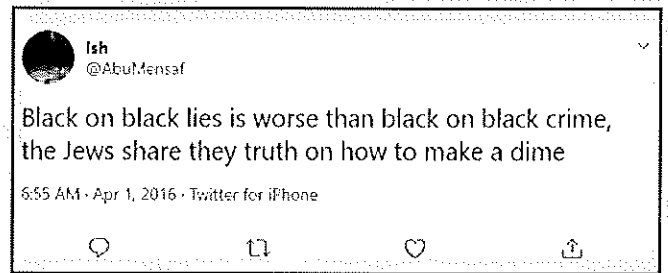 Ish
@AbuMensaf
Black on black lies is worse than black on black crime,
the Jews share they truth on how to make a dime
6:55 AM · Apr 1, 2016 · Twitter for iPhone